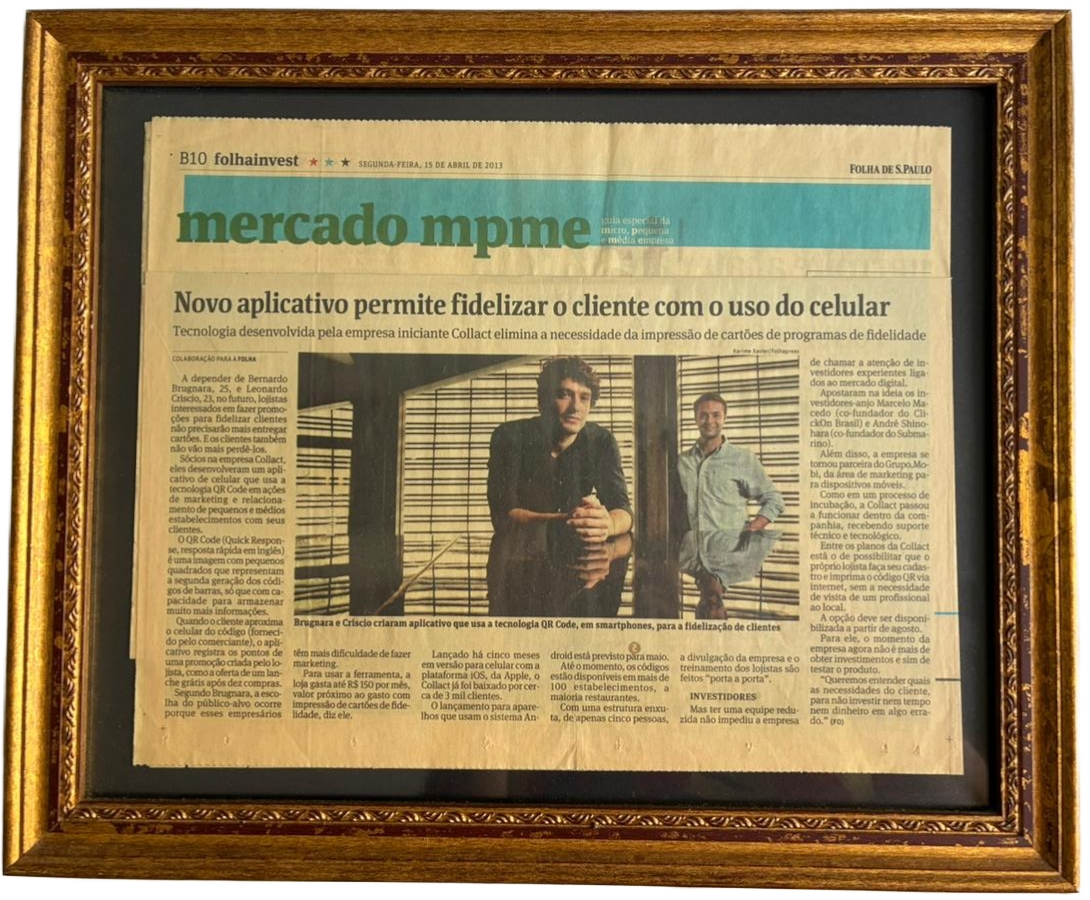 B10 folhainvest ★ ★ ★ SEGUNDA-FEIRA, 15 DE ABRIL DE 2013
FOLHA DE S.PAULO
mercado mpme
guia especial da
micro, pequena
e média empresa
Novo aplicativo permite fidelizar o cliente com o uso do celular
Tecnologia desenvolvida pela empresa iniciante Collact elimina a necessidade da impressão de cartões de programas de fidelidade
Karime Xavier/Folhapress
COLABORAÇÃO PARA A FOLHA
A depender de Bernardo
Brugnara, 25, e Leonardo
Criscio, 23, no futuro, lojistas
interessados em fazer promo-
ções para fidelizar clientes
não precisarão mais entregar
cartões. E os clientes também
não vão mais perdê-los.
Sócios na empresa Collact,
eles desenvolveram um apli-
cativo de celular que usa a
tecnologia QR Code em ações
de marketing e relaciona-
mento de pequenos e médios
estabelecimentos com seus
clientes.
O QR Code (Quick Respon-
se, resposta rápida em inglês)
é uma imagem com pequenos
quadrados que representam
a segunda geração dos códi-
gos de barras, só que com ca-
pacidade para armazenar
muito mais informações.
Quando o cliente aproxima
o celular do código (forneci-
do pelo comerciante), o apli-
cativo registra os pontos de
uma promoção criada pelo lo-
jista, como a oferta de um lan-
che grátis após dez compras.
Segundo Brugnara, a esco-
lha do público-alvo ocorre
porque esses empresários
Brugnara e Criscio criaram aplicativo que usa a tecnologia QR Code, em smartphones, para a fidelização de clientes
têm mais dificuldade de fazer
marketing.
Para usar a ferramenta, a
loja gasta até R$ 150 por mês,
valor próximo ao gasto com
impressão de cartões de fide-
lidade, diz ele.
Lançado há cinco meses
em versão para celular com a
plataforma iOS, da Apple, o
Collact já foi baixado por cer-
ca de 3 mil clientes.
O lançamento para apare-
lhos que usam o sistema An-
droid está previsto para maio.
Até o momento, os códigos
estão disponíveis em mais de
100 estabelecimentos, a
maioria restaurantes.
Com uma estrutura enxu-
ta, de apenas cinco pessoas,
a divulgação da empresa e o
treinamento dos lojistas são
feitos "porta a porta".
INVESTIDORES
Mas ter uma equipe redu-
zida não impediu a empresa
de chamar a atenção de in-
vestidores experientes liga-
dos ao mercado digital.
Apostaram na ideia os in-
vestidores-anjo Marcelo Ma-
cedo (co-fundador do Cli-
ckOn Brasil) e André Shino-
hara (co-fundador do Subma-
rino).
Além disso, a empresa se
tornou parceira do Grupo.Mo-
bi, da área de marketing pa-
ra dispositivos móveis.
Como em um processo de
incubação, a Collact passou
a funcionar dentro da com-
panhia, recebendo suporte
técnico e tecnológico.
Entre os planos da Collact
está o de possibilitar que o
próprio lojista faça seu cadas-
tro e imprima o código QR via
internet, sem a necessidade
de visita de um profissional
ao local.
A opção deve ser disponi-
bilizada a partir de agosto.
Para ele, o momento da
empresa agora não é mais de
obter investimentos e sim de
testar o produto.
"Queremos entender quais
as necessidades do cliente,
para não investir nem tempo
nem dinheiro em algo erra-
do." (FO)